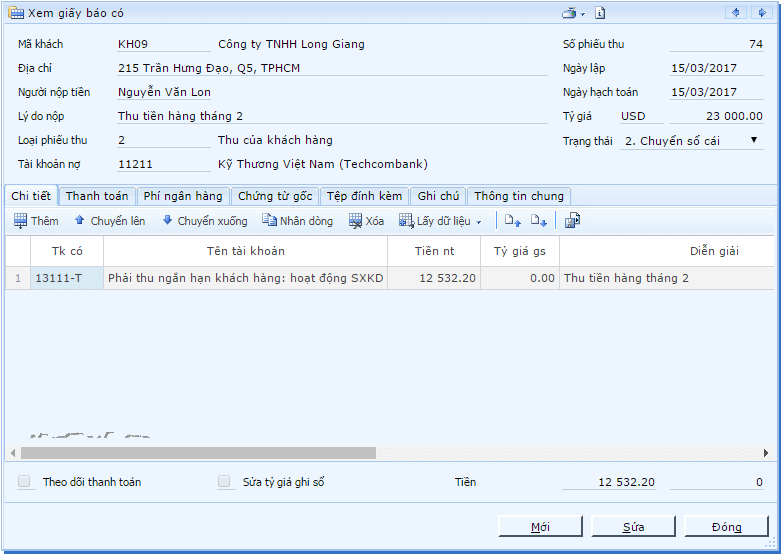 Xem giấy báo có
Mã khách KH09 Công ty TNHH Long Giang Số phiếu thu 74
Địa chỉ 215 Trần Hưng Đạo, Q5, TPHCM Ngày lập 15/03/2017
Người nộp tiền Nguyễn Văn Lon Ngày hạch toán 15/03/2017
Lý do nộp Thu tiền hàng tháng 2 Tỷ giá USD 23 000.00
Loại phiếu thu 2 Thu của khách hàng Trạng thái 2. Chuyển sổ cái
Tài khoản nợ 11211 Kỹ Thương Việt Nam (Techcombank)
Chi tiết Thanh toán Phí ngân hàng Chứng từ gốc Tệp đính kèm Ghi chú Thông tin chung
Thêm Chuyển lên Chuyển xuống Nhân dòng Xóa Lấy dữ liệu
Tk có Tên tài khoản Tiền nt Tỷ giá gs Diễn giải
1 13111-T Phải thu ngắn hạn khách hàng: hoạt động SXKD 12 532.20 0.00 Thu tiền hàng tháng 2
Theo dõi thanh toán Sửa tỷ giá ghi sổ Tiền 12 532.20 0
Mới Sửa Đóng